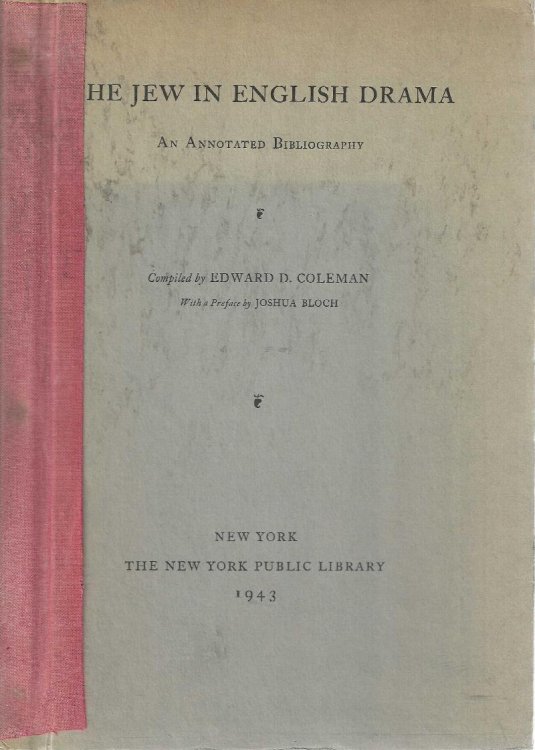 HE JEW IN ENGLISH DRAMA
AN ANNOTATED BIBLIOGRAPHY
Compiled by EDWARD D. COLEMAN
With a Preface by JOSHUA BLOCH
NEW YORK
THE NEW YORK PUBLIC LIBRARY
1943